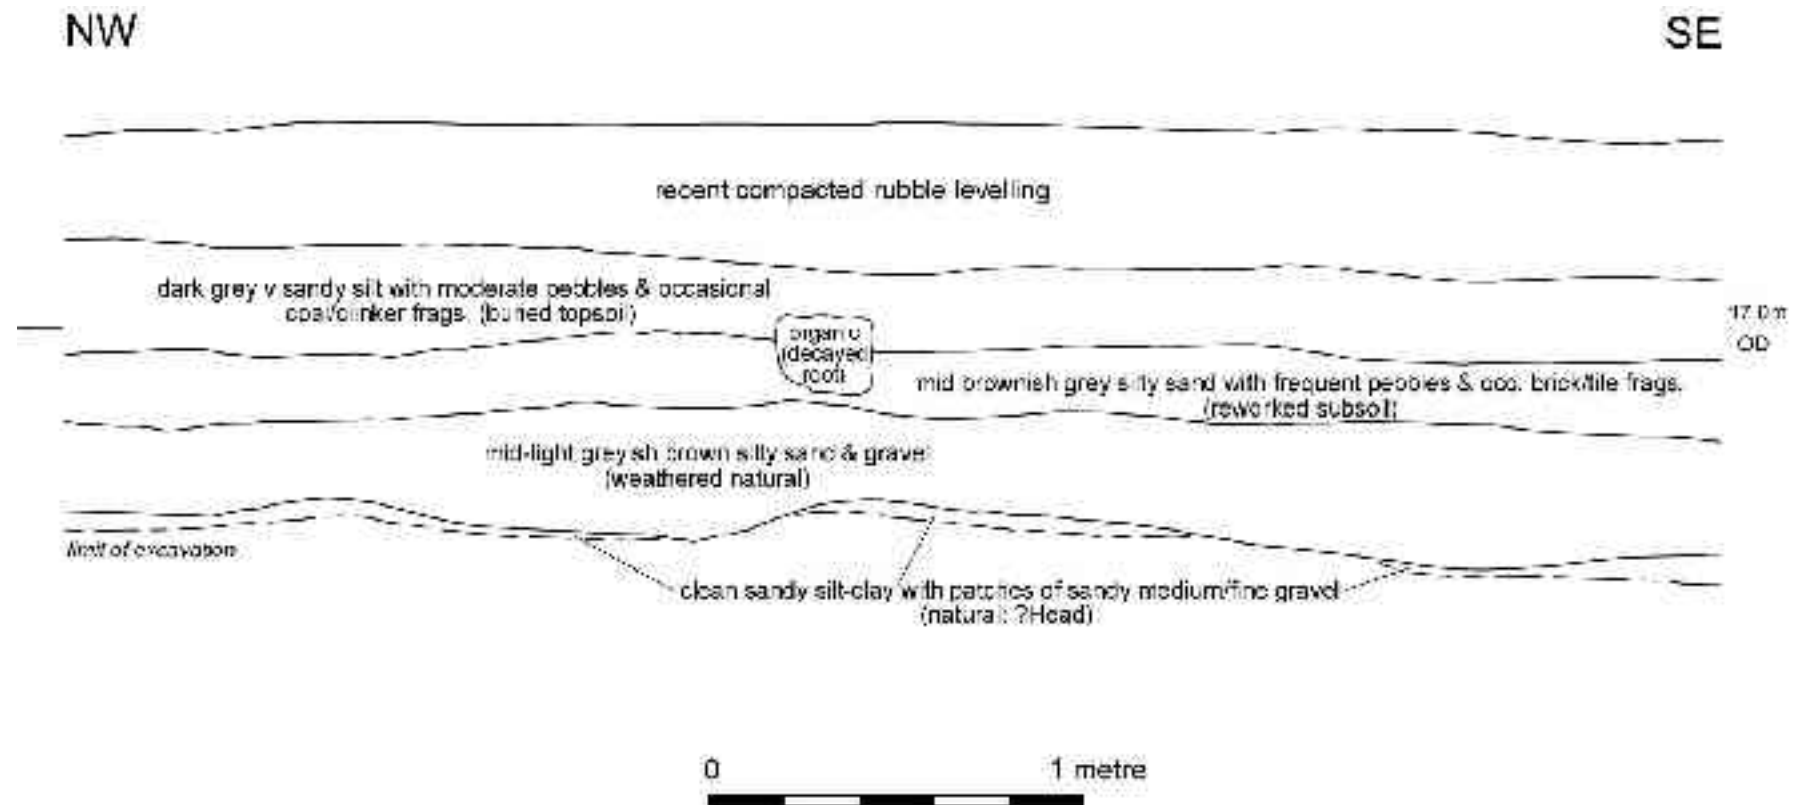 NW
SE
recent compacted rubble levelling
dark grey v sandy silt with moderate pebbles & occasional
coal/clinker frags. (buried topsoil)
17.0m
OD
organic
(decayed
root)
mid brownish grey silty sand with frequent pebbles & occ. brick/tile frags.
(reworked subsoil)
mid-light greyish brown silty sand & gravel
(weathered natural)
limit of excavation
clean sandy silt-clay with patches of sandy medium/fine gravel
(natural: ?Head)
0
1 metre